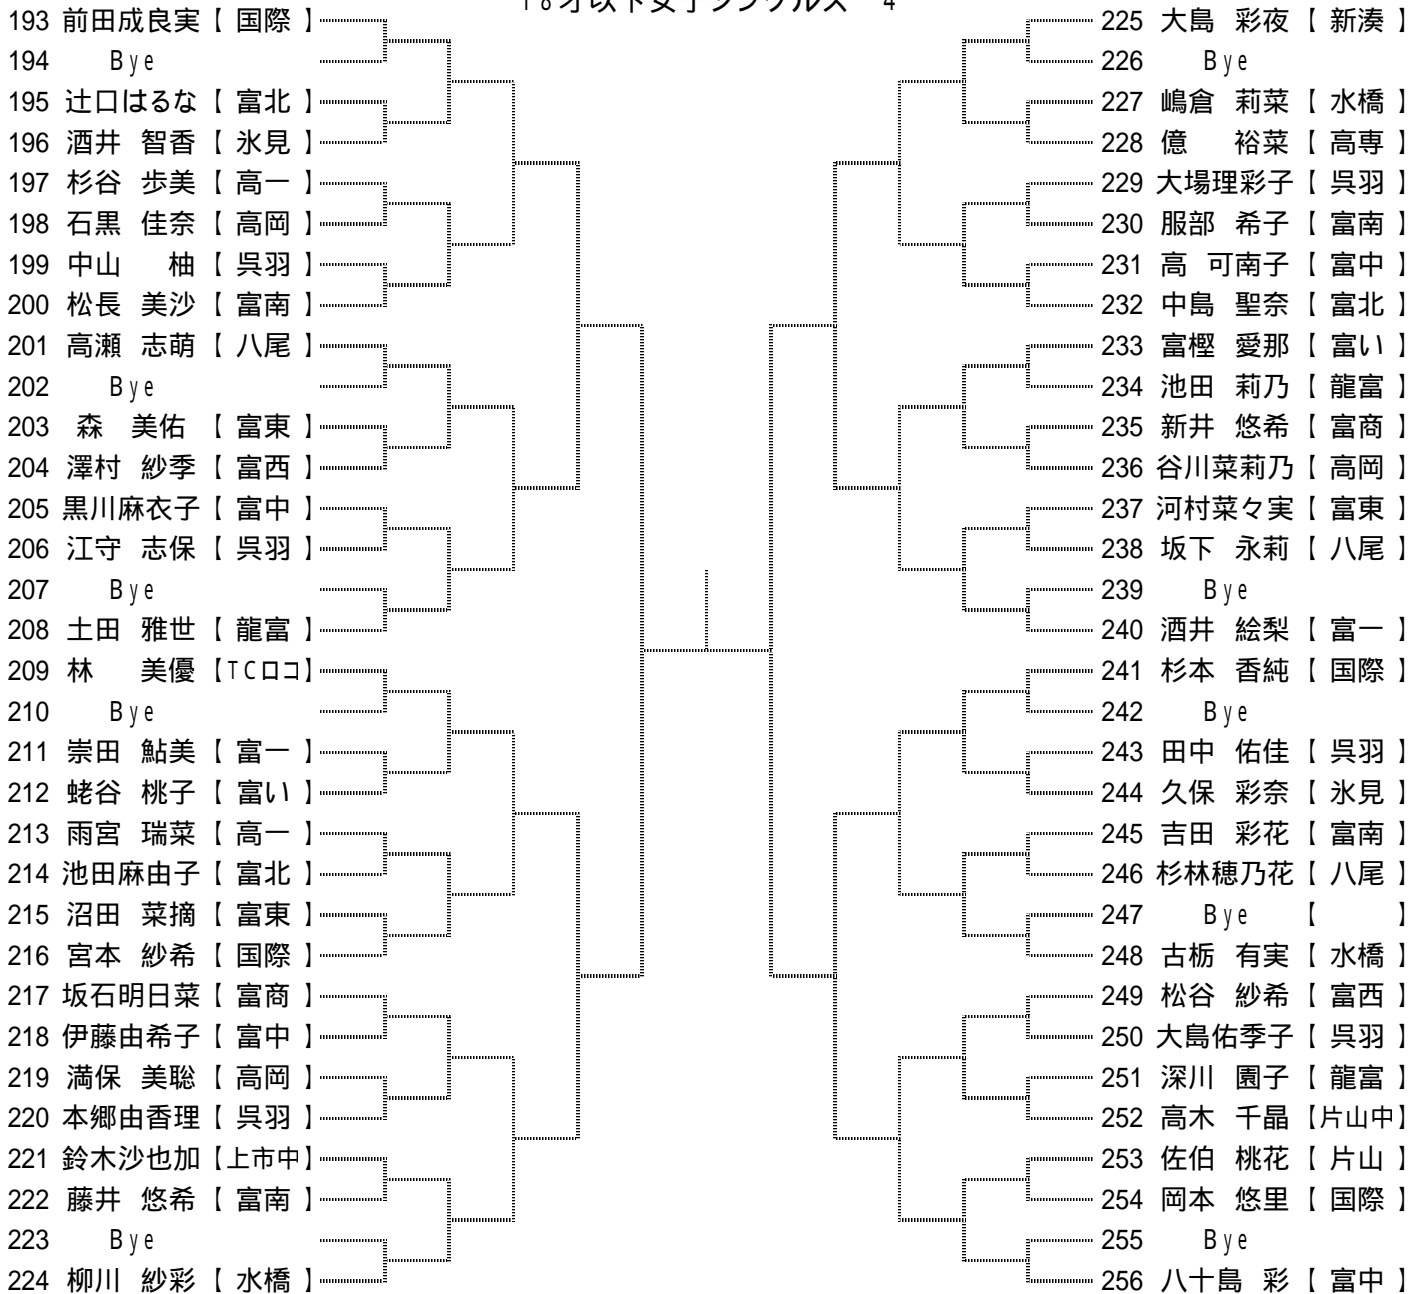 18才以下女子シングルス 4
193 前田成良実【 国際 】
194 Bye
195 辻口はるな【 富北 】
196 酒井 智香【 氷見 】
197 杉谷 歩美【 高一 】
198 石黒 佳奈【 高岡 】
199 中山 柚【 呉羽 】
200 松長 美沙【 富南 】
201 高瀬 志萌【 八尾 】
202 Bye
203 森 美佑 【 富東 】
204 澤村 紗季【 富西 】
205 黒川麻衣子【 富中 】
206 江守 志保【 呉羽 】
207 Bye
208 土田 雅世【 龍富 】
209 林 美優【TCロコ】
210 Bye
211 崇田 鮎美【 富一 】
212 蛯谷 桃子【 富い 】
213 雨宮 瑞菜【 高一 】
214 池田麻由子【 富北 】
215 沼田 菜摘【 富東 】
216 宮本 紗希【 国際 】
217 坂石明日菜【 富商 】
218 伊藤由希子【 富中 】
219 満保 美聡【 高岡 】
220 本郷由香理【 呉羽 】
221 鈴木沙也加【上市中】
222 藤井 悠希【 富南 】
223 Bye
224 柳川 紗彩【 水橋 】
225 大島 彩夜【 新湊 】
226 Bye
227 嶋倉 莉菜【 水橋 】
228 億 裕菜【 高専 】
229 大場理彩子【 呉羽 】
230 服部 希子【 富南 】
231 高 可南子【 富中 】
232 中島 聖奈【 富北 】
233 富樫 愛那【 富い 】
234 池田 莉乃【 龍富 】
235 新井 悠希【 富商 】
236 谷川菜莉乃【 高岡 】
237 河村菜々実【 富東 】
238 坂下 永莉【 八尾 】
239 Bye
240 酒井 絵梨【 富一 】
241 杉本 香純【 国際 】
242 Bye
243 田中 佑佳【 呉羽 】
244 久保 彩奈【 氷見 】
245 吉田 彩花【 富南 】
246 杉林穂乃花【 八尾 】
247 Bye 【 】
248 古栃 有実【 水橋 】
249 松谷 紗希【 富西 】
250 大島佑季子【 呉羽 】
251 深川 園子【 龍富 】
252 高木 千晶【片山中】
253 佐伯 桃花【 片山 】
254 岡本 悠里【 国際 】
255 Bye
256 八十島 彩【 富中 】